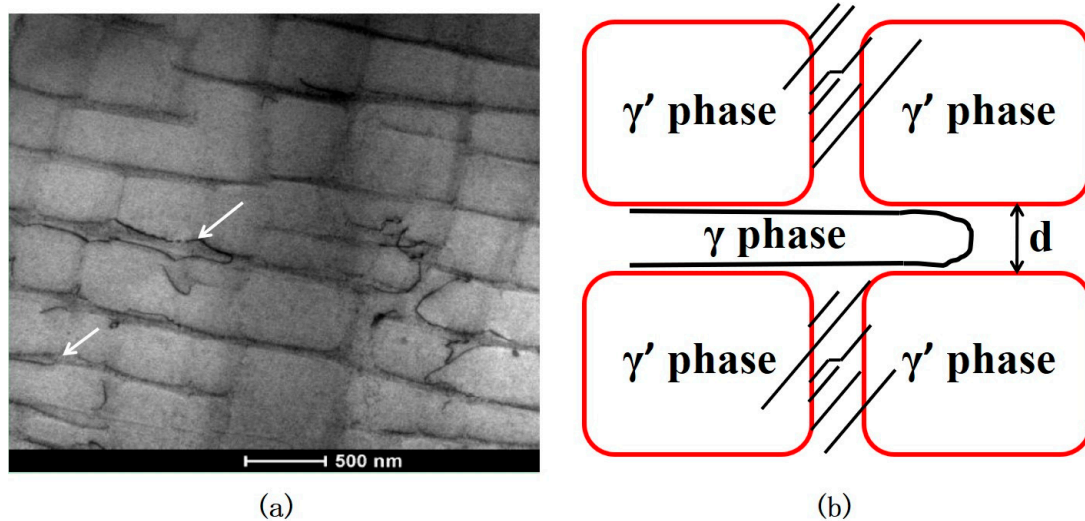 γ′ phase γ′ phase
γ phase d
γ′ phase γ′ phase
500 nm
(a) (b)